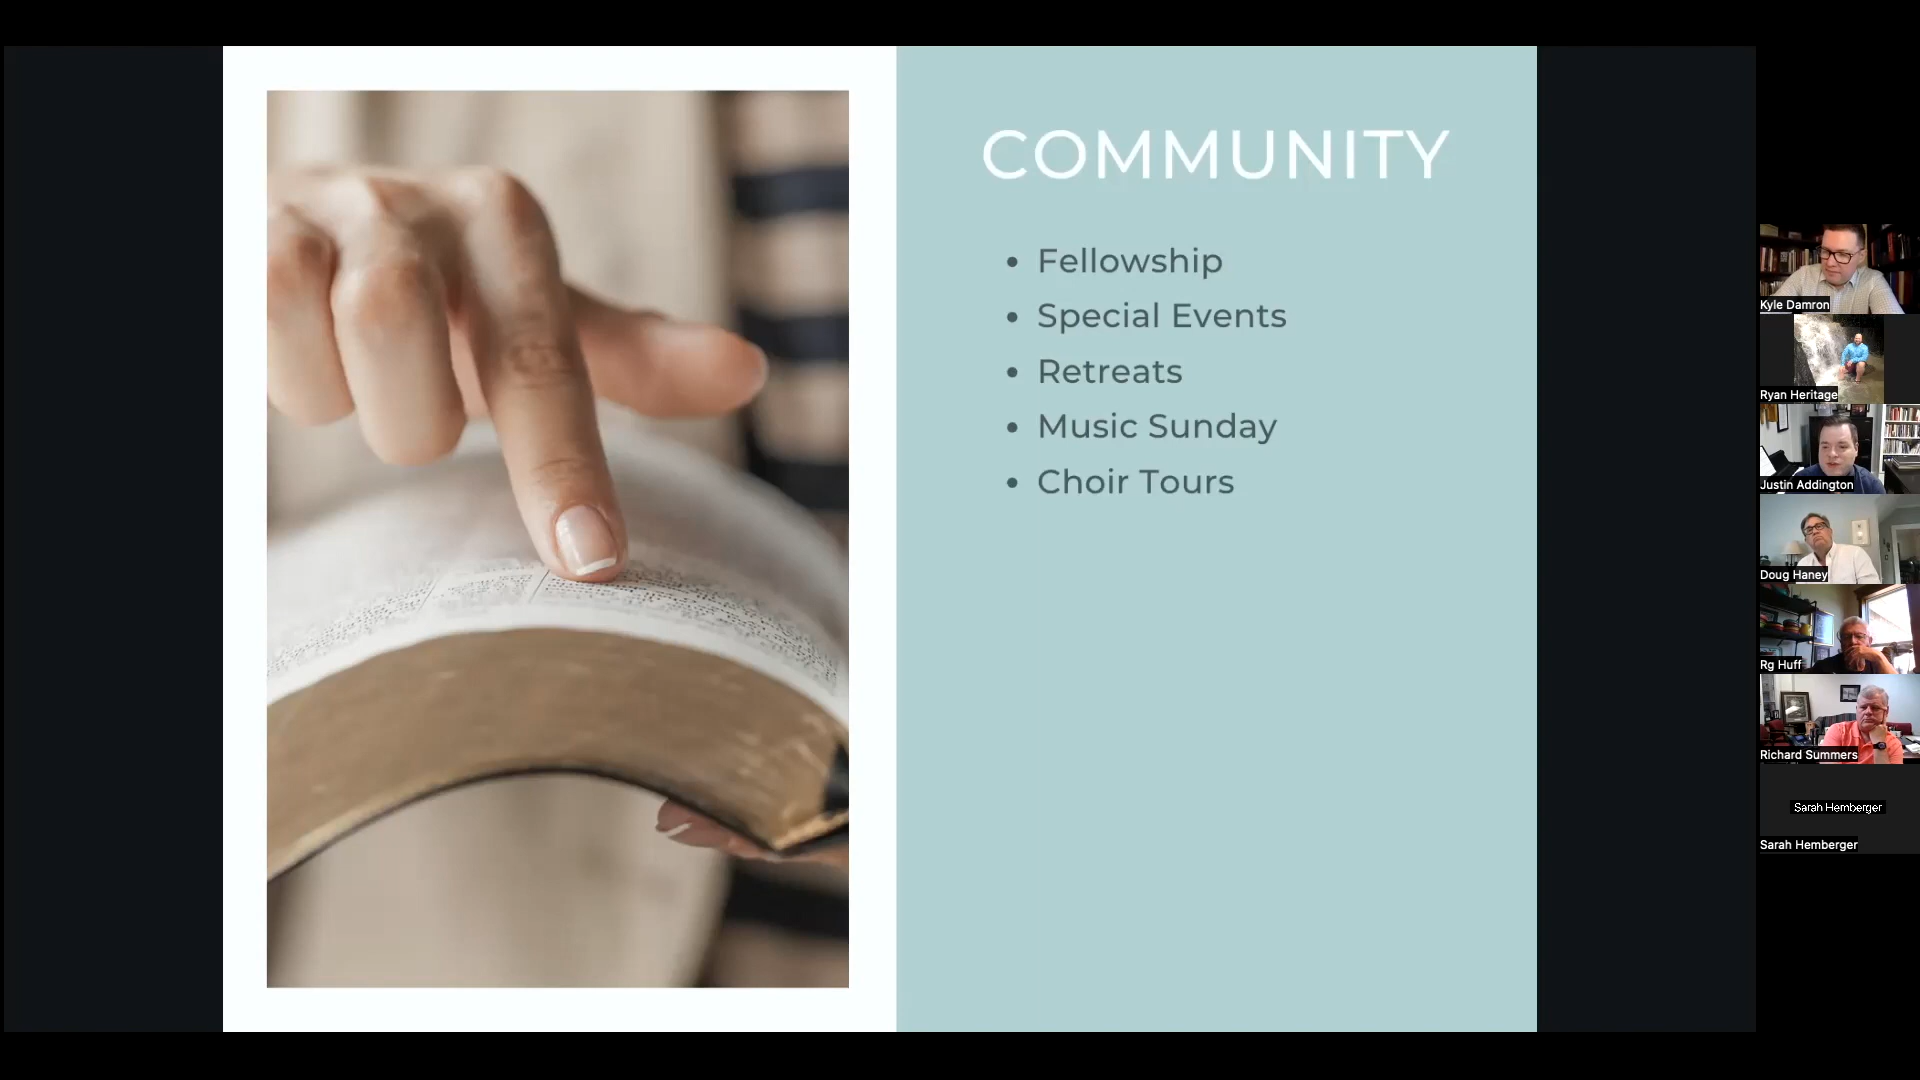 COMMUNITY
• Fellowship
• Special Events
• Retreats
• Music Sunday
• Choir Tours
Kyle Damron
Ryan Heritage
Justin Addington
Doug Haney
Rg Huff
Richard Summers
Sarah Hemberger
Sarah Hemberger